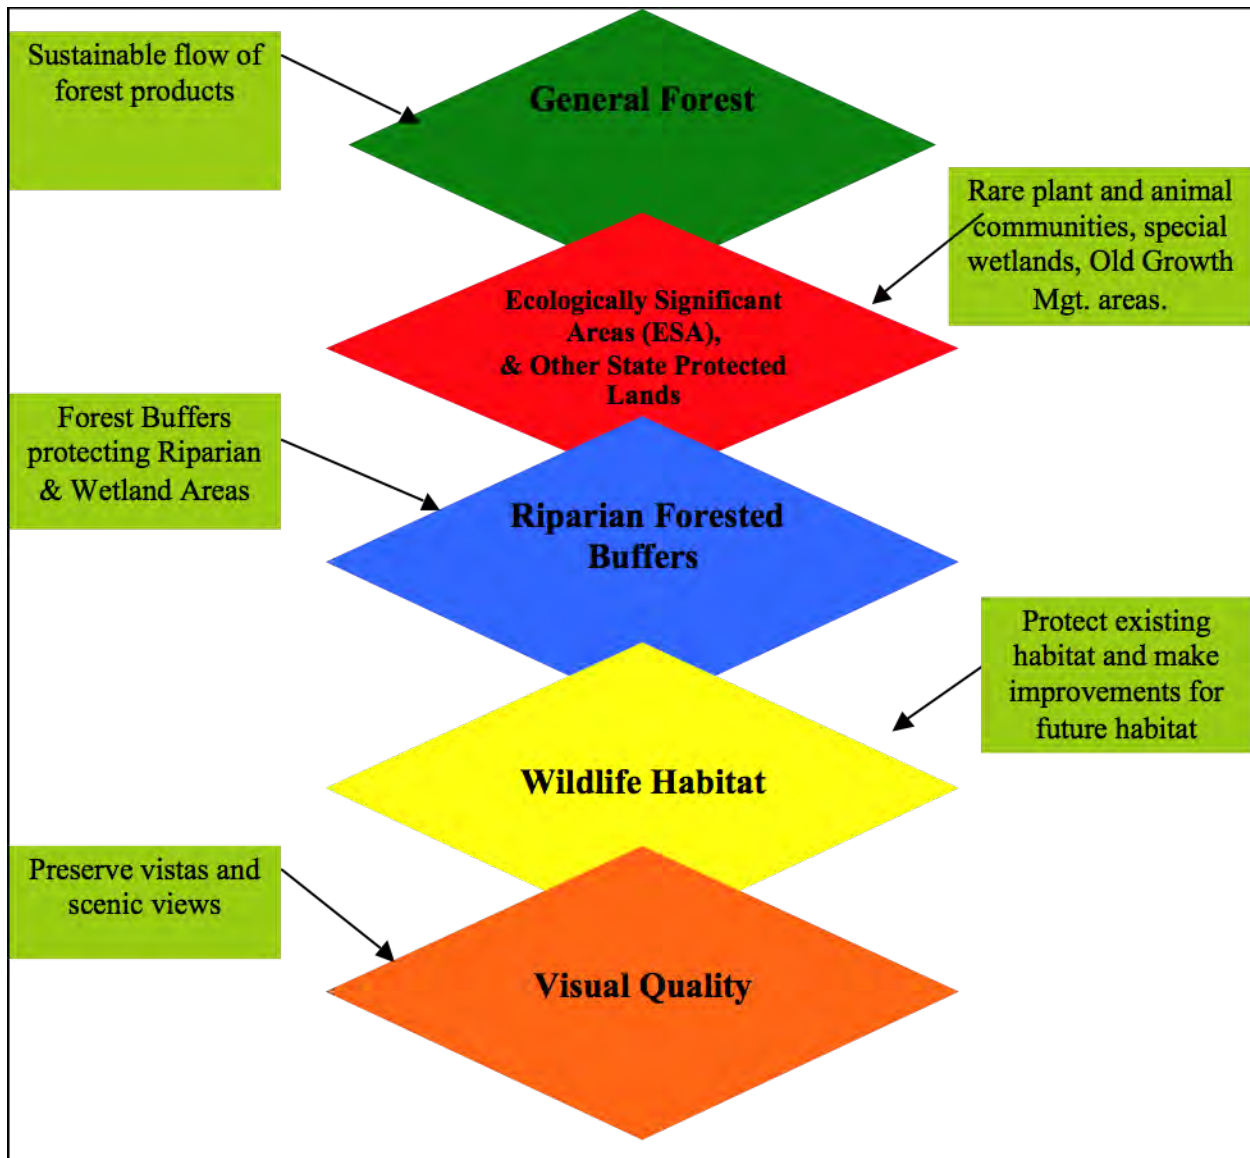 Sustainable flow of
forest products
General Forest
Rare plant and animal
communities, special
wetlands, Old Growth
Mgt. areas.
Ecologically Significant
Areas (ESA),
& Other State Protected
Lands
Forest Buffers
protecting Riparian
& Wetland Areas
Riparian Forested
Buffers
Protect existing
habitat and make
improvements for
future habitat
Wildlife Habitat
Preserve vistas and
scenic views
Visual Quality